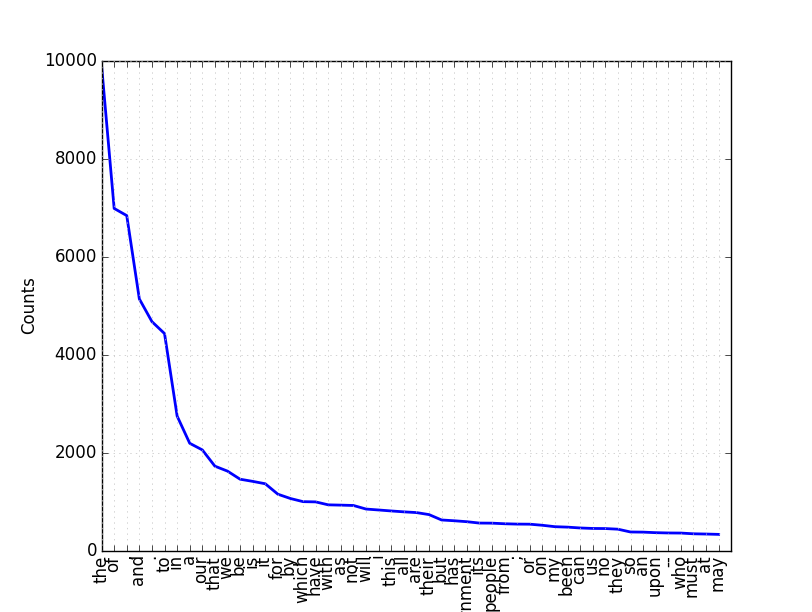 10000
8000
6000
4000
2000
0
Counts
the
of
,
and
.
to
in
a
our
that
we
be
is
it
for
by
which
have
with
as
not
will
I
this
all
are
their
but
has
nment
its
people
from
;
or
on
my
been
can
us
no
they
so
an
upon
--
who
must
at
may